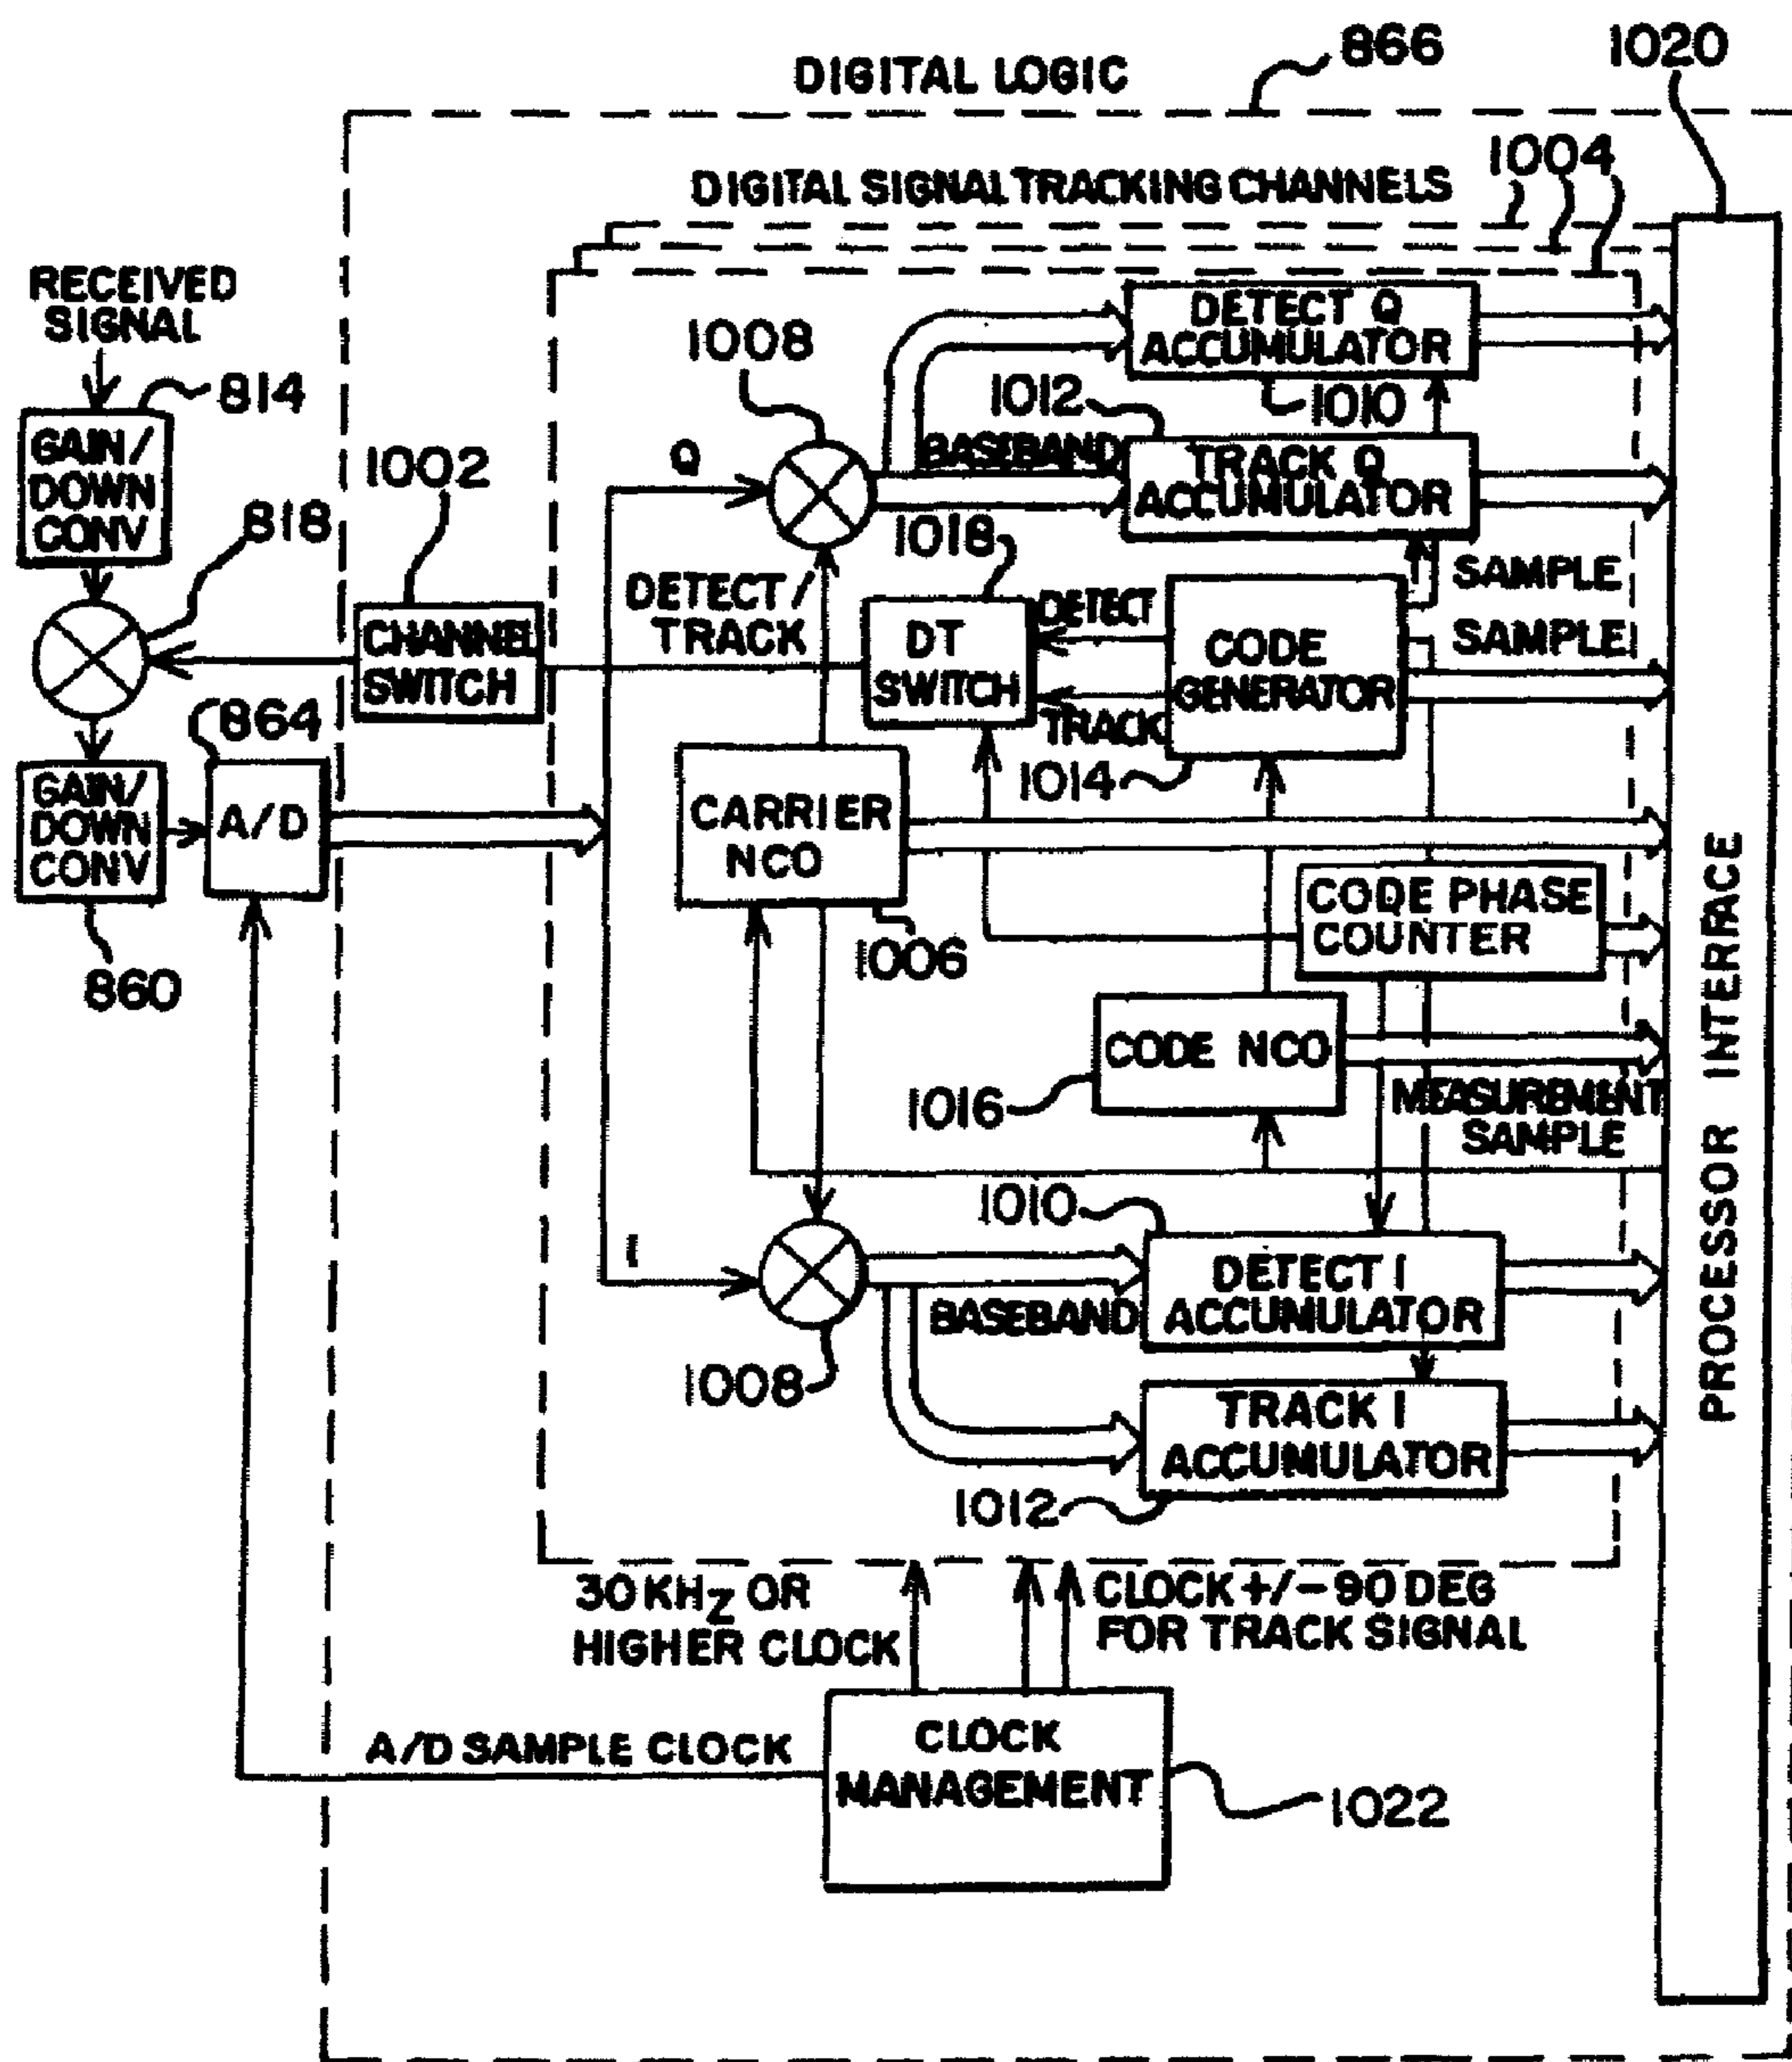 866
1020
DIGITAL LOGIC
1004
DIGITAL SIGNAL TRACKING CHANNELS
RECEIVED
SIGNAL
814
GAIN/
DOWN
CONV
818
1002
CHANNEL
SWITCH
864
A/D
GAIN/
DOWN
CONV
860
1008
Q
DETECT Q
ACCUMULATOR
1010
1012
BASEBAND
TRACK Q
ACCUMULATOR
1018
DETECT/
TRACK
DT
SWITCH
DETECT
TRACK
CODE
GENERATOR
1014
SAMPLE
SAMPLE
CARRIER
NCO
1006
CODE PHASE
COUNTER
CODE NCO
1016
MEASUREMENT
SAMPLE
PROCESSOR INTERFACE
1010
I
DETECT I
ACCUMULATOR
BASEBAND
1008
TRACK I
ACCUMULATOR
1012
30 KHZ OR
HIGHER CLOCK
CLOCK +/- 90 DEG
FOR TRACK SIGNAL
A/D SAMPLE CLOCK
CLOCK
MANAGEMENT
1022